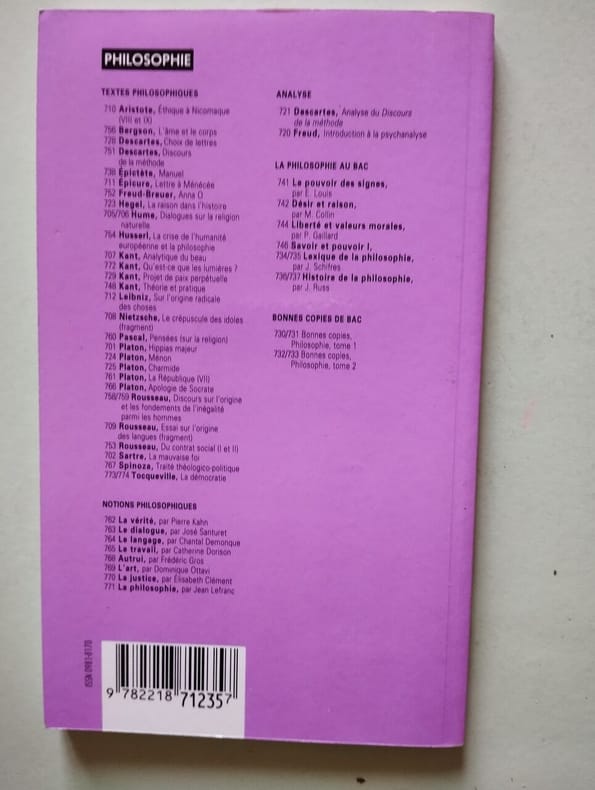 PHILOSOPHIE
TEXTES PHILOSOPHIQUES
710 Aristote, Éthique à Nicomaque
(VIII et IX)
756 Bergson, L'âme et le corps
728 Descartes, Choix de lettres
751 Descartes, Discours
de la méthode
738 Épictète, Manuel
711 Épicure, Lettre à Ménécée
752 Freud-Breuer, Anna O
723 Hegel, La raison dans l'histoire
705/706 Hume, Dialogues sur la religion
naturelle
754 Husserl, La crise de l'humanité
européenne et la philosophie
707 Kant, Analytique du beau
772 Kant, Qu'est-ce que les lumières ?
729 Kant, Projet de paix perpétuelle
748 Kant, Théorie et pratique
712 Leibniz, Sur l'origine radicale
des choses
708 Nietzsche, Le crépuscule des idoles
(fragment)
760 Pascal, Pensées (sur la religion)
701 Platon, Hippias majeur
724 Platon, Ménon
725 Platon, Charmide
761 Platon, La République (VII)
766 Platon, Apologie de Socrate
758/759 Rousseau, Discours sur l'origine
et les fondements de l'inégalité
parmi les hommes
709 Rousseau, Essai sur l'origine
des langues (fragment)
753 Rousseau, Du contrat social (I et II)
702 Sartre, La mauvaise foi
767 Spinoza, Traité théologico-politique
773/774 Tocqueville, La démocratie
NOTIONS PHILOSOPHIQUES
762 La vérité, par Pierre Kahn
763 Le dialogue, par José Santuret
764 Le langage, par Chantal Demonque
765 Le travail, par Catherine Dorison
768 Autrui, par Frédéric Gros
769 L'art, par Dominique Ottavi
770 La justice, par Élisabeth Clément
771 La philosophie, par Jean Lefranc
ANALYSE
721 Descartes, Analyse du Discours
de la méthode
720 Freud, Introduction à la psychanalyse
LA PHILOSOPHIE AU BAC
741 Le pouvoir des signes,
par É. Louis
742 Désir et raison,
par M. Collin
744 Liberté et valeurs morales,
par P. Gaillard
746 Savoir et pouvoir I,
734/735 Lexique de la philosophie,
par J. Schifres
736/737 Histoire de la philosophie,
par J. Russ
BONNES COPIES DE BAC
730/731 Bonnes copies,
Philosophie, tome 1
732/733 Bonnes copies,
Philosophie, tome 2
ISSN 0981-8170
9 782218 712357